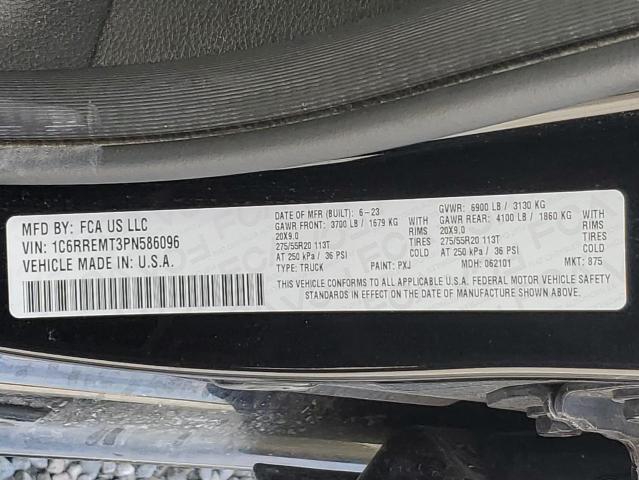 MFD BY: FCA US LLC
VIN: 1C6RREMT3PN586096
VEHICLE MADE IN: U.S.A.
DATE OF MFR (BUILT): 6-23
GAWR FRONT: 3700 LB / 1679 KG WITH
20X9.0 RIMS
275/55R20 113T TIRES
AT 250 kPa / 36 PSI COLD
TYPE: TRUCK PAINT: PXJ
GVWR: 6900 LB / 3130 KG
GAWR REAR: 4100 LB / 1860 KG WITH
20X9.0 RIMS
275/55R20 113T TIRES
AT 250 kPa / 36 PSI COLD
MDH: 062101 MKT: 875
THIS VEHICLE CONFORMS TO ALL APPLICABLE U.S.A. FEDERAL MOTOR VEHICLE SAFETY
STANDARDS IN EFFECT ON THE DATE OF MANUFACTURE SHOWN ABOVE.